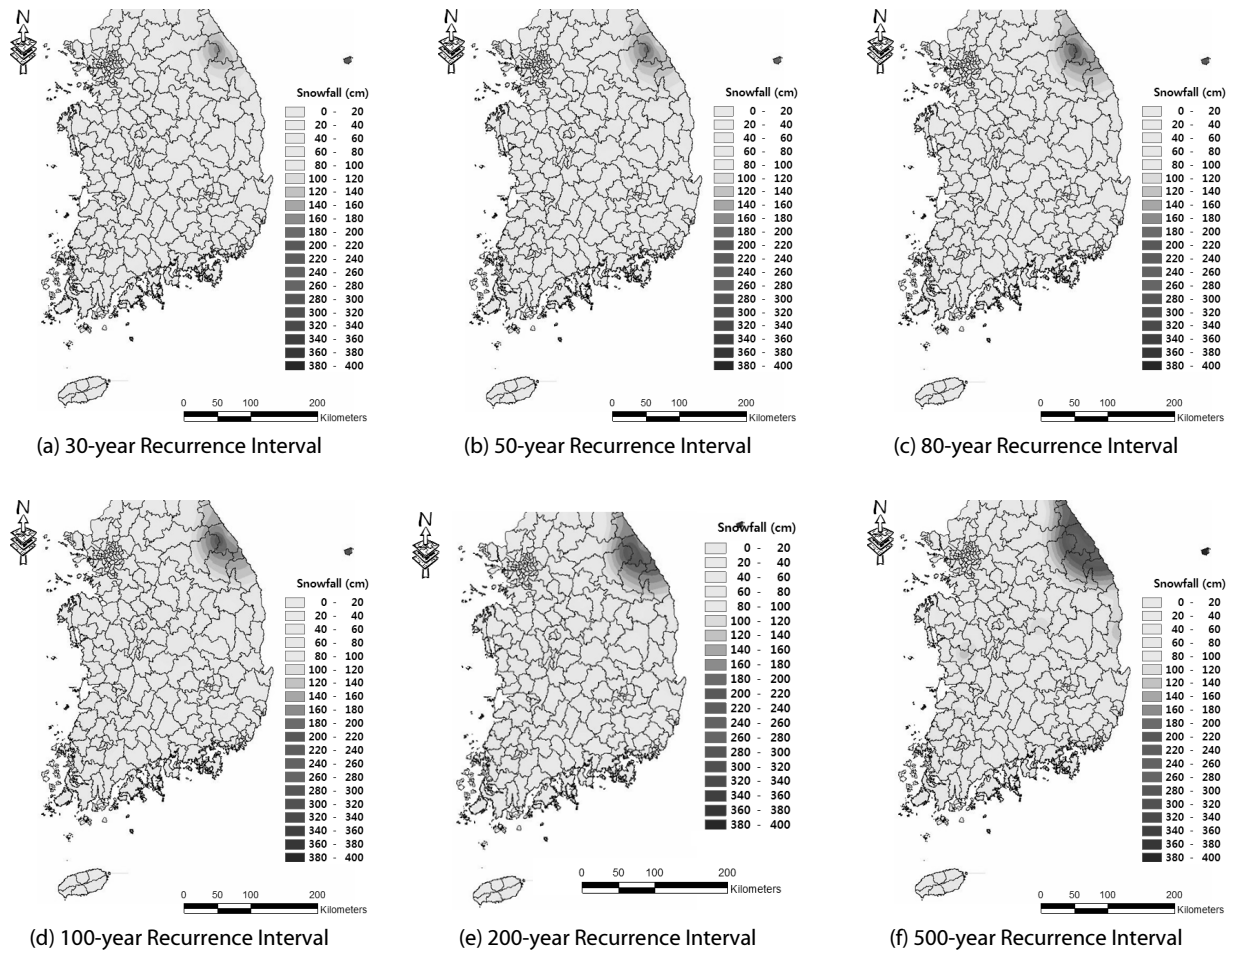 N
Snowfall (cm)
0 - 20
20 - 40
40 - 60
60 - 80
80 - 100
100 - 120
120 - 140
140 - 160
160 - 180
180 - 200
200 - 220
220 - 240
240 - 260
260 - 280
280 - 300
300 - 320
320 - 340
340 - 360
360 - 380
380 - 400
0 50 100 200
Kilometers
(a) 30-year Recurrence Interval
N
Snowfall (cm)
0 - 20
20 - 40
40 - 60
60 - 80
80 - 100
100 - 120
120 - 140
140 - 160
160 - 180
180 - 200
200 - 220
220 - 240
240 - 260
260 - 280
280 - 300
300 - 320
320 - 340
340 - 360
360 - 380
380 - 400
0 50 100 200
Kilometers
(b) 50-year Recurrence Interval
N
Snowfall (cm)
0 - 20
20 - 40
40 - 60
60 - 80
80 - 100
100 - 120
120 - 140
140 - 160
160 - 180
180 - 200
200 - 220
220 - 240
240 - 260
260 - 280
280 - 300
300 - 320
320 - 340
340 - 360
360 - 380
380 - 400
0 50 100 200
Kilometers
(c) 80-year Recurrence Interval
N
Snowfall (cm)
0 - 20
20 - 40
40 - 60
60 - 80
80 - 100
100 - 120
120 - 140
140 - 160
160 - 180
180 - 200
200 - 220
220 - 240
240 - 260
260 - 280
280 - 300
300 - 320
320 - 340
340 - 360
360 - 380
380 - 400
0 50 100 200
Kilometers
(d) 100-year Recurrence Interval
N
Snowfall (cm)
0 - 20
20 - 40
40 - 60
60 - 80
80 - 100
100 - 120
120 - 140
140 - 160
160 - 180
180 - 200
200 - 220
220 - 240
240 - 260
260 - 280
280 - 300
300 - 320
320 - 340
340 - 360
360 - 380
380 - 400
0 50 100 200
Kilometers
(e) 200-year Recurrence Interval
N
Snowfall (cm)
0 - 20
20 - 40
40 - 60
60 - 80
80 - 100
100 - 120
120 - 140
140 - 160
160 - 180
180 - 200
200 - 220
220 - 240
240 - 260
260 - 280
280 - 300
300 - 320
320 - 340
340 - 360
360 - 380
380 - 400
0 50 100 200
Kilometers
(f) 500-year Recurrence Interval